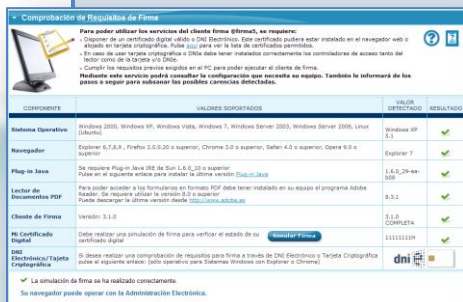 Comprobación de Requisitos de Firma
Para poder utilizar los servicios del cliente firma @firma5, se requiere:
Disponer de un certificado digital válido o DNI Electrónico. Este certificado pudiera estar instalado en el navegador web o
alojado en tarjeta criptográfica. Pulse aquí para ver la lista de certificados permitidos.
En caso de usar tarjeta criptográfica o DNIe debe tener instalados correctamente los controladores de acceso tanto del
lector como de la tarjeta y/o DNIe.
Cumplir los requisitos previos exigidos en el PC para poder ejecutar el cliente de firma.
Mediante este servicio podrá consultar la configuración que necesita su equipo. También le informará de los
pasos a seguir para subsanar las posibles carencias detectadas.
COMPONENTE VALORES SOPORTADOS VALOR DETECTADO RESULTADO
Sistema Operativo
Windows 2000, Windows XP, Windows Vista, Windows 7, Windows Server 2003, Windows Server 2008, Linux
(Ubuntu)
Windows XP
5.1
Navegador
Explorer 6,7,8,9 , Firefox 2.0.0.20 o superior, Chrome 3.0 o superior, Safari 4.0 o superior, Opera 9.0 o
superior
Explorer 7
Plug-in Java
Se requiere Plug-in Java JRE de Sun 1.6.0_10 o superior
Pulse en el siguiente enlace para instalar la última versión Plug-in Java
1.6.0_29-ea-
b08
Lector de
Documentos PDF
Para poder acceder a los formularios en formato PDF debe tener instalado en su equipo el programa Adobe
Reader. Se requiere utilizar la versión 8.0 o superior
Puede descargar la última versión desde http://www.adobe.es
8.3.1
Cliente de Firma
Versión: 3.1.0
3.1.0
COMPLETA
Mi Certificado
Digital
Debe realizar una simulación de firma para verificar el estado de su
certificado digital
Simular Firma
11111111H
DNI
Electrónico/Tarjeta
Criptográfica
Si desea realizar una comprobación de requisitos para firma a través de DNI Electrónico o Tarjeta Criptográfica
pulse el siguiente enlace: (sólo operativo para Sistemas Windows con Explorer o Chrome)
dni
La simulación de firma se ha realizado correctamente.
Su navegador puede operar con la Administración Electrónica.